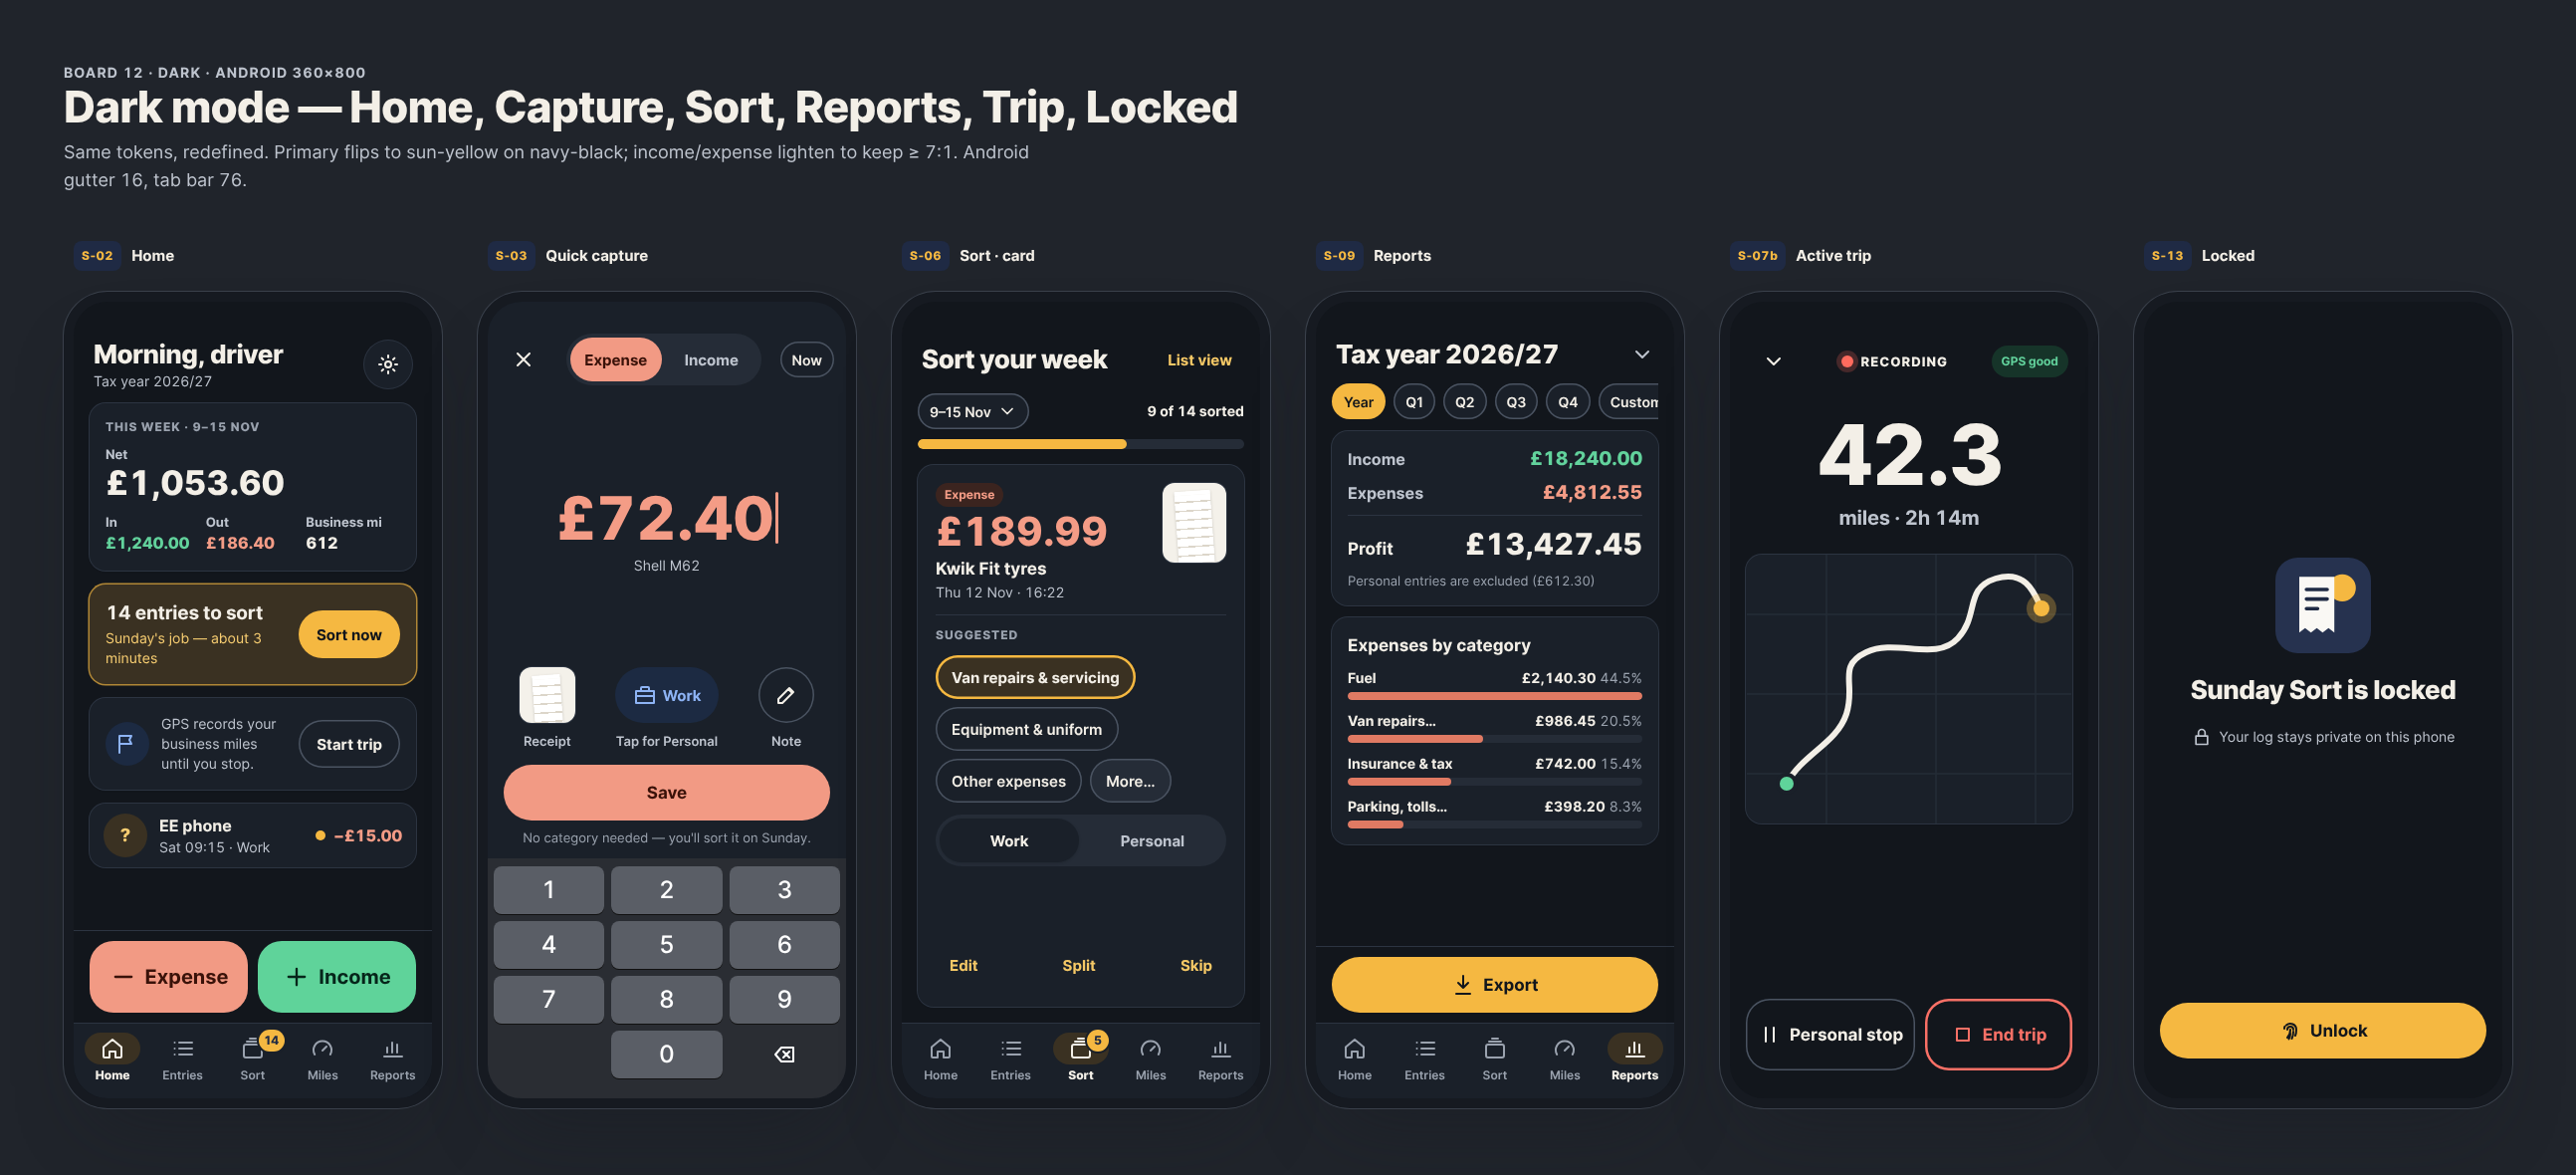 BOARD 12 · DARK · ANDROID 360×800
Dark mode — Home, Capture, Sort, Reports, Trip, Locked
Same tokens, redefined. Primary flips to sun-yellow on navy-black; income/expense lighten to keep ≥ 7:1. Android
gutter 16, tab bar 76.
S-02 Home
Morning, driver
Tax year 2026/27
THIS WEEK · 9–15 NOV
Net
£1,053.60
In Out Business mi
£1,240.00 £186.40 612
14 entries to sort
Sunday's job — about 3
minutes
Sort now
GPS records your
business miles
until you stop.
Start trip
?
EE phone
Sat 09:15 · Work
−£15.00
Expense
Income
14
Home Entries Sort Miles Reports
S-03 Quick capture
Expense Income Now
£72.40
Shell M62
Work
Receipt Tap for Personal Note
Save
No category needed — you'll sort it on Sunday.
1 2 3
4 5 6
7 8 9
0
S-06 Sort · card
Sort your week List view
9–15 Nov 9 of 14 sorted
Expense
£189.99
Kwik Fit tyres
Thu 12 Nov · 16:22
SUGGESTED
Van repairs & servicing
Equipment & uniform
Other expenses More...
Work Personal
Edit Split Skip
5
Home Entries Sort Miles Reports
S-09 Reports
Tax year 2026/27
Year Q1 Q2 Q3 Q4 Custom
Income £18,240.00
Expenses £4,812.55
Profit £13,427.45
Personal entries are excluded (£612.30)
Expenses by category
Fuel £2,140.30 44.5%
Van repairs... £986.45 20.5%
Insurance & tax £742.00 15.4%
Parking, tolls... £398.20 8.3%
Export
Home Entries Sort Miles Reports
S-07b Active trip
RECORDING GPS good
42.3
miles · 2h 14m
Personal stop End trip
S-13 Locked
Sunday Sort is locked
Your log stays private on this phone
Unlock